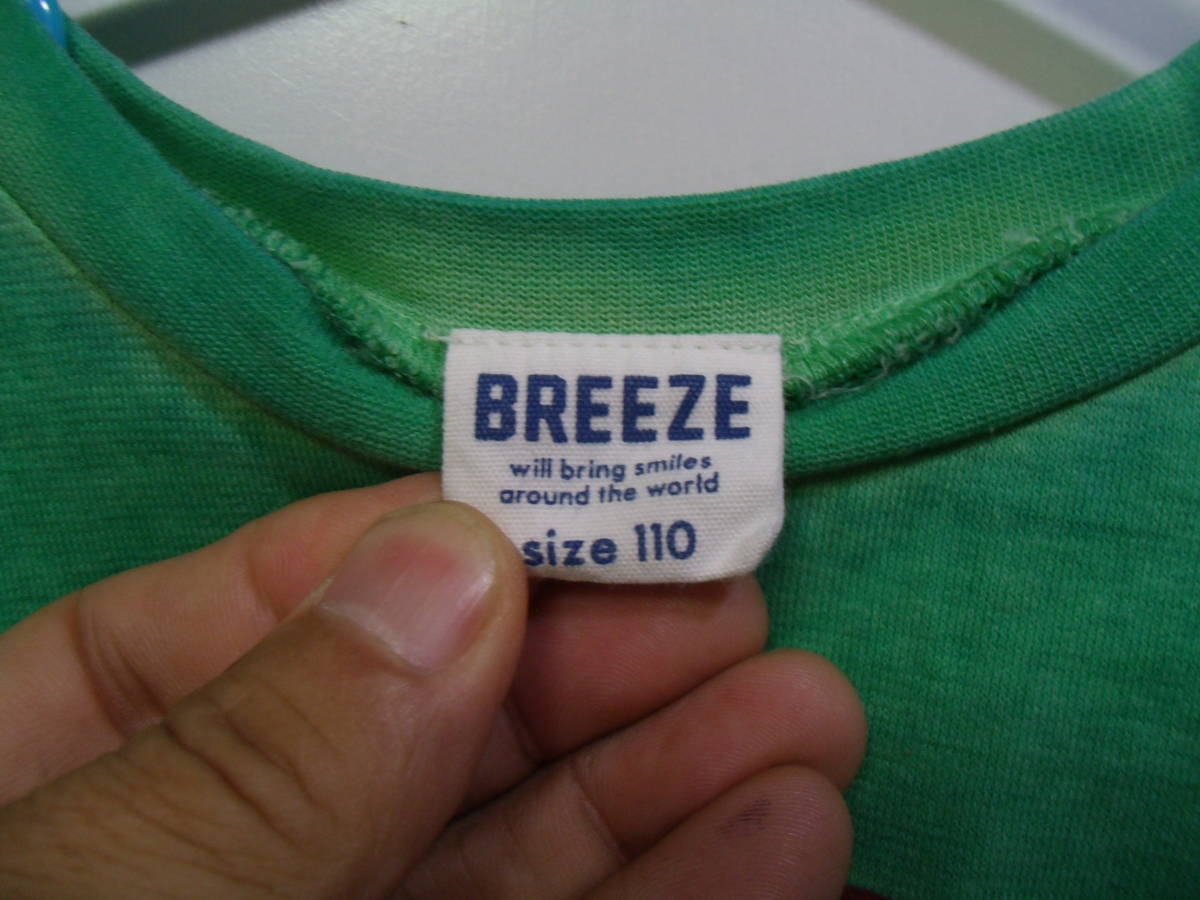 BREEZE
will bring smiles
around the world
size 110